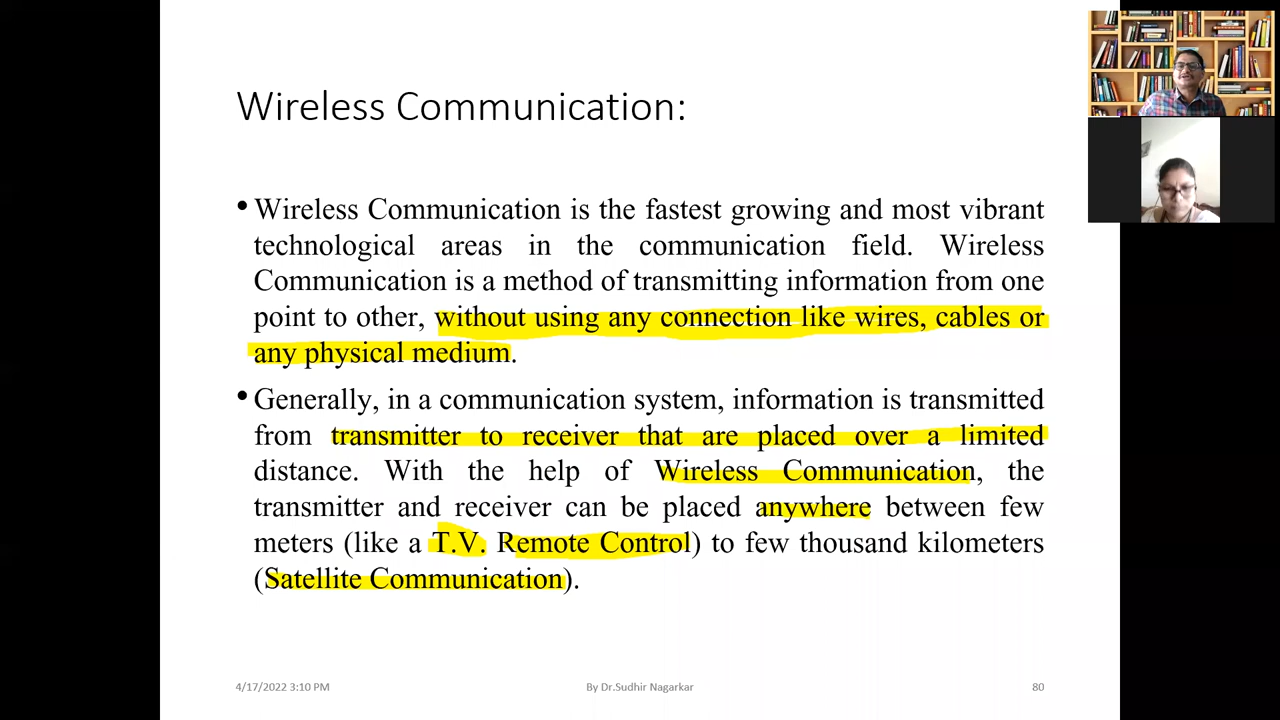 Wireless Communication:
• Wireless Communication is the fastest growing and most vibrant
technological areas in the communication field. Wireless
Communication is a method of transmitting information from one
point to other, without using any connection like wires, cables or
any physical medium.
• Generally, in a communication system, information is transmitted
from transmitter to receiver that are placed over a limited
distance. With the help of Wireless Communication, the
transmitter and receiver can be placed anywhere between few
meters (like a T.V. Remote Control) to few thousand kilometers
(Satellite Communication).
4/17/2022 3:10 PM
By Dr.Sudhir Nagarkar
80